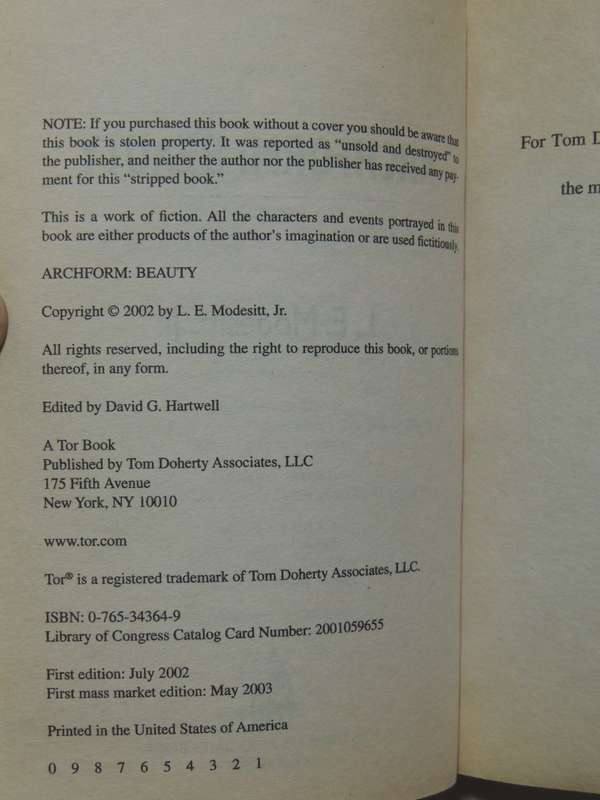 NOTE: If you purchased this book without a cover you should be aware that
this book is stolen property. It was reported as “unsold and destroyed” to
the publisher, and neither the author nor the publisher has received any pay-
ment for this “stripped book.”
This is a work of fiction. All the characters and events portrayed in this
book are either products of the author’s imagination or are used fictitiously.
ARCHFORM: BEAUTY
Copyright © 2002 by L. E. Modesitt, Jr.
All rights reserved, including the right to reproduce this book, or portions
thereof, in any form.
Edited by David G. Hartwell
A Tor Book
Published by Tom Doherty Associates, LLC
175 Fifth Avenue
New York, NY 10010
www.tor.com
Tor® is a registered trademark of Tom Doherty Associates, LLC.
ISBN: 0-765-34364-9
Library of Congress Catalog Card Number: 2001059655
First edition: July 2002
First mass market edition: May 2003
Printed in the United States of America
0 9 8 7 6 5 4 3 2 1
For Tom D
the m